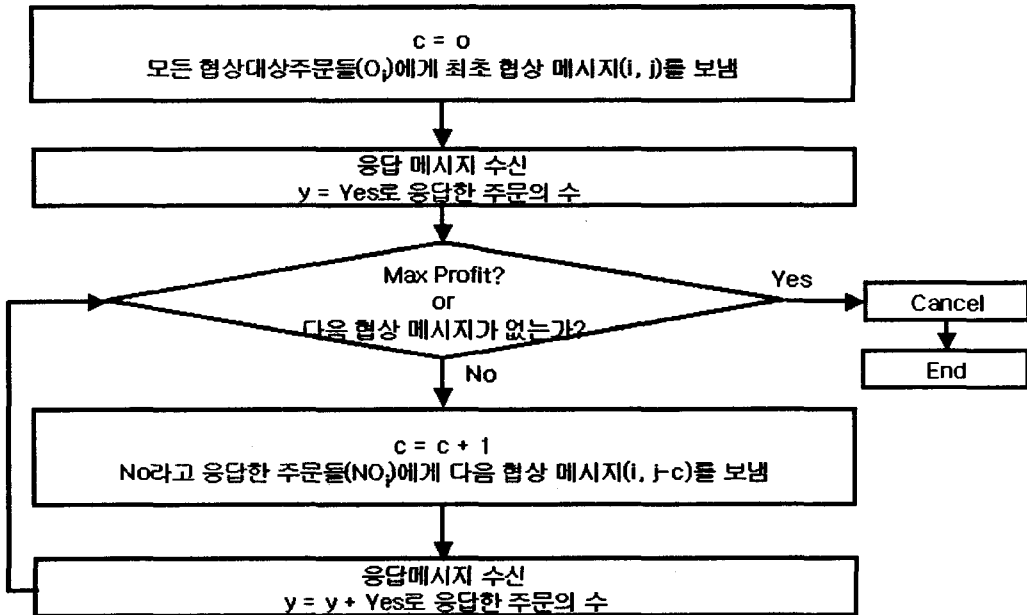 c = o
모든 협상대상주문들(Oⱼ)에게 최초 협상 메시지(i, j)를 보냄
응답 메시지 수신
y = Yes로 응답한 주문의 수
Max Profit?
or
다음 협상 메시지가 없는가?
Yes
Cancel
End
No
c = c + 1
No라고 응답한 주문들(NOⱼ)에게 다음 협상 메시지(i, j-c)를 보냄
응답메시지 수신
y = y + Yes로 응답한 주문의 수